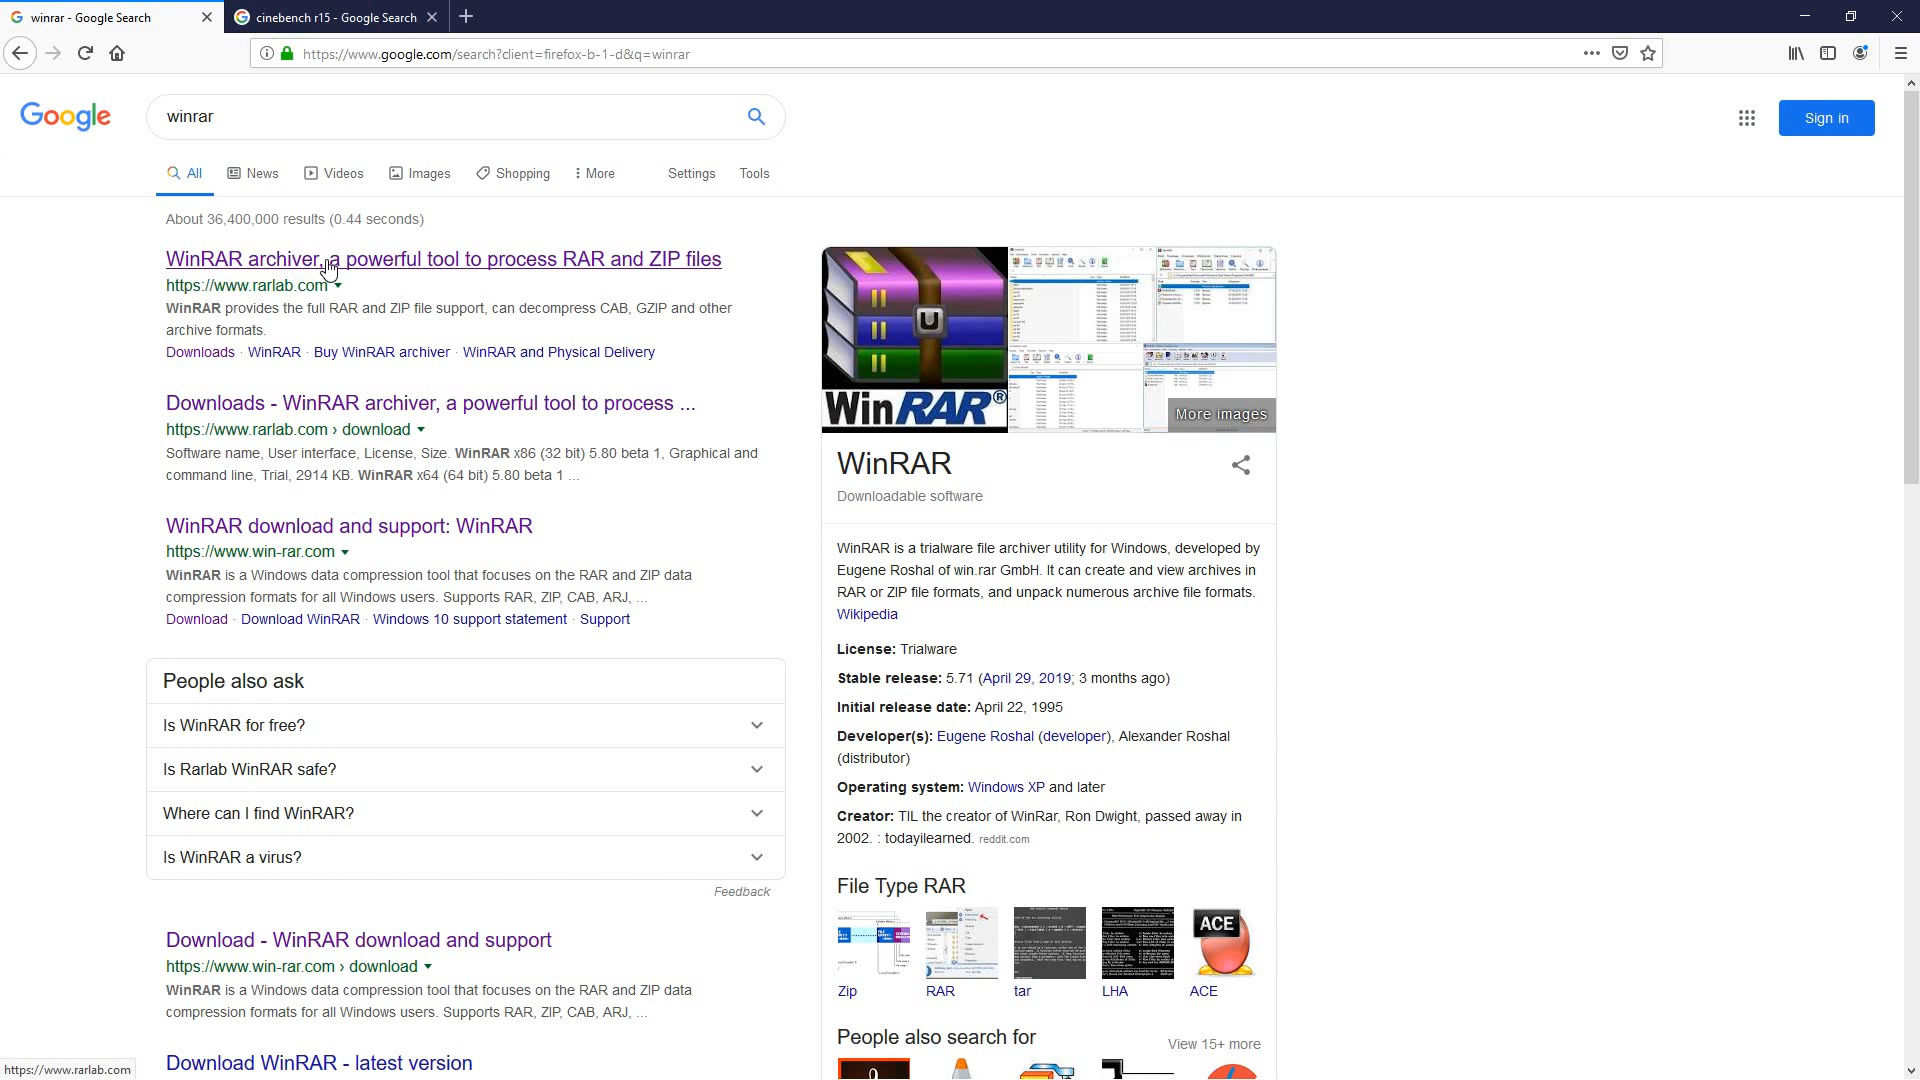 winrar - Google Search
cinebench r15 - Google Search
https://www.google.com/search?client=firefox-b-1-d&q=winrar
Google
winrar
Sign in
All
News
Videos
Images
Shopping
More
Settings
Tools
About 36,400,000 results (0.44 seconds)
WinRAR archiver, a powerful tool to process RAR and ZIP files
https://www.rarlab.com
WinRAR provides the full RAR and ZIP file support, can decompress CAB, GZIP and other
archive formats.
Downloads · WinRAR · Buy WinRAR archiver · WinRAR and Physical Delivery
Downloads - WinRAR archiver, a powerful tool to process ...
https://www.rarlab.com › download
Software name, User interface, License, Size. WinRAR x86 (32 bit) 5.80 beta 1, Graphical and
command line, Trial, 2914 KB. WinRAR x64 (64 bit) 5.80 beta 1 ...
WinRAR download and support: WinRAR
https://www.win-rar.com
WinRAR is a Windows data compression tool that focuses on the RAR and ZIP data
compression formats for all Windows users. Supports RAR, ZIP, CAB, ARJ, ...
Download · Download WinRAR · Windows 10 support statement · Support
People also ask
Is WinRAR for free?
Is Rarlab WinRAR safe?
Where can I find WinRAR?
Is WinRAR a virus?
Feedback
Download - WinRAR download and support
https://www.win-rar.com › download
WinRAR is a Windows data compression tool that focuses on the RAR and ZIP data
compression formats for all Windows users. Supports RAR, ZIP, CAB, ARJ, ...
Download WinRAR - latest version
https://www.rarlab.com
WinRAR®
More images
WinRAR
Downloadable software
WinRAR is a trialware file archiver utility for Windows, developed by
Eugene Roshal of win.rar GmbH. It can create and view archives in
RAR or ZIP file formats, and unpack numerous archive file formats.
Wikipedia
License: Trialware
Stable release: 5.71 (April 29, 2019; 3 months ago)
Initial release date: April 22, 1995
Developer(s): Eugene Roshal (developer), Alexander Roshal
(distributor)
Operating system: Windows XP and later
Creator: TIL the creator of WinRar, Ron Dwight, passed away in
2002. : todayilearned. reddit.com
File Type RAR
ACE
Zip
RAR
tar
LHA
ACE
People also search for
View 15+ more